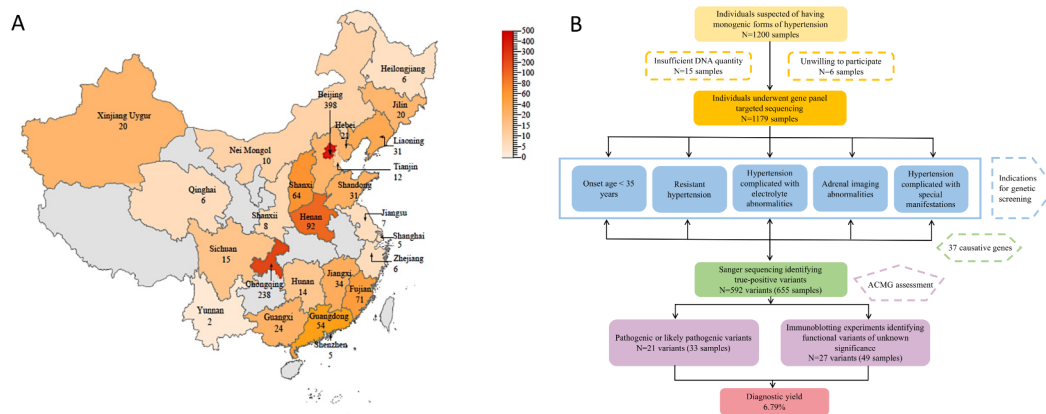 A
Heilongjiang
6
Jilin
20
Beijing
398
Hebei
21
Liaoning
31
Tianjin
12
Xinjiang Uygur
20
Nei Mongol
10
Qinghai
6
Shanxi
64
Shandong
31
Shanxii
8
Henan
92
Jiangsu
7
Shanghai
5
Zhejiang
6
Sichuan
15
Chongqing
238
Hunan
14
Jiangxi
34
Fujian
71
Yunnan
2
Guangxi
24
Guangdong
54
Shenzhen
5
500
400
300
200
100
80
60
40
20
10
5
0
B
Individuals suspected of having
monogenic forms of hypertension
N=1200 samples
Insufficient DNA quantity
N=15 samples
Unwilling to participate
N=6 samples
Individuals underwent gene panel
targeted sequencing
N=1179 samples
Onset age < 35
years
Resistant
hypertension
Hypertension
complicated with
electrolyte
abnormalities
Adrenal imaging
abnormalities
Hypertension
complicated with
special
manifestations
Indications
for genetic
screening
37 causative genes
Sanger sequencing identifying
true-positive variants
N=592 variants (655 samples)
ACMG assessment
Pathogenic or likely pathogenic variants
N=21 variants (33 samples)
Immunoblotting experiments identifying
functional variants of unknown
significance
N=27 variants (49 samples)
Diagnostic yield
6.79%